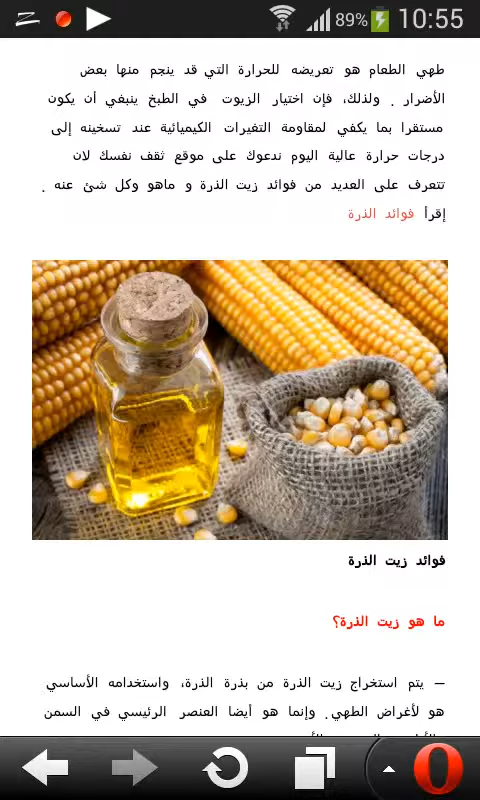 89% 10:55
طهي الطعام هو تعريضه للحرارة التي قد ينجم منها بعض
الأضرار . ولذلك، فإن اختيار الزيوت في الطبخ ينبغي أن يكون
مستقرا بما يكفي لمقاومة التغيرات الكيميائية عند تسخينه إلى
درجات حرارة عالية اليوم ندعوك على موقع ثقف نفسك لان
تتعرف على العديد من فوائد زيت الذرة و ماهو وكل شئ عنه .
إقرأ فوائد الذرة
فوائد زيت الذرة
ما هو زيت الذرة؟
– يتم استخراج زيت الذرة من بذرة الذرة، واستخدامه الأساسي
هو لأغراض الطهي. وإنما هو أيضا العنصر الرئيسي في السمن